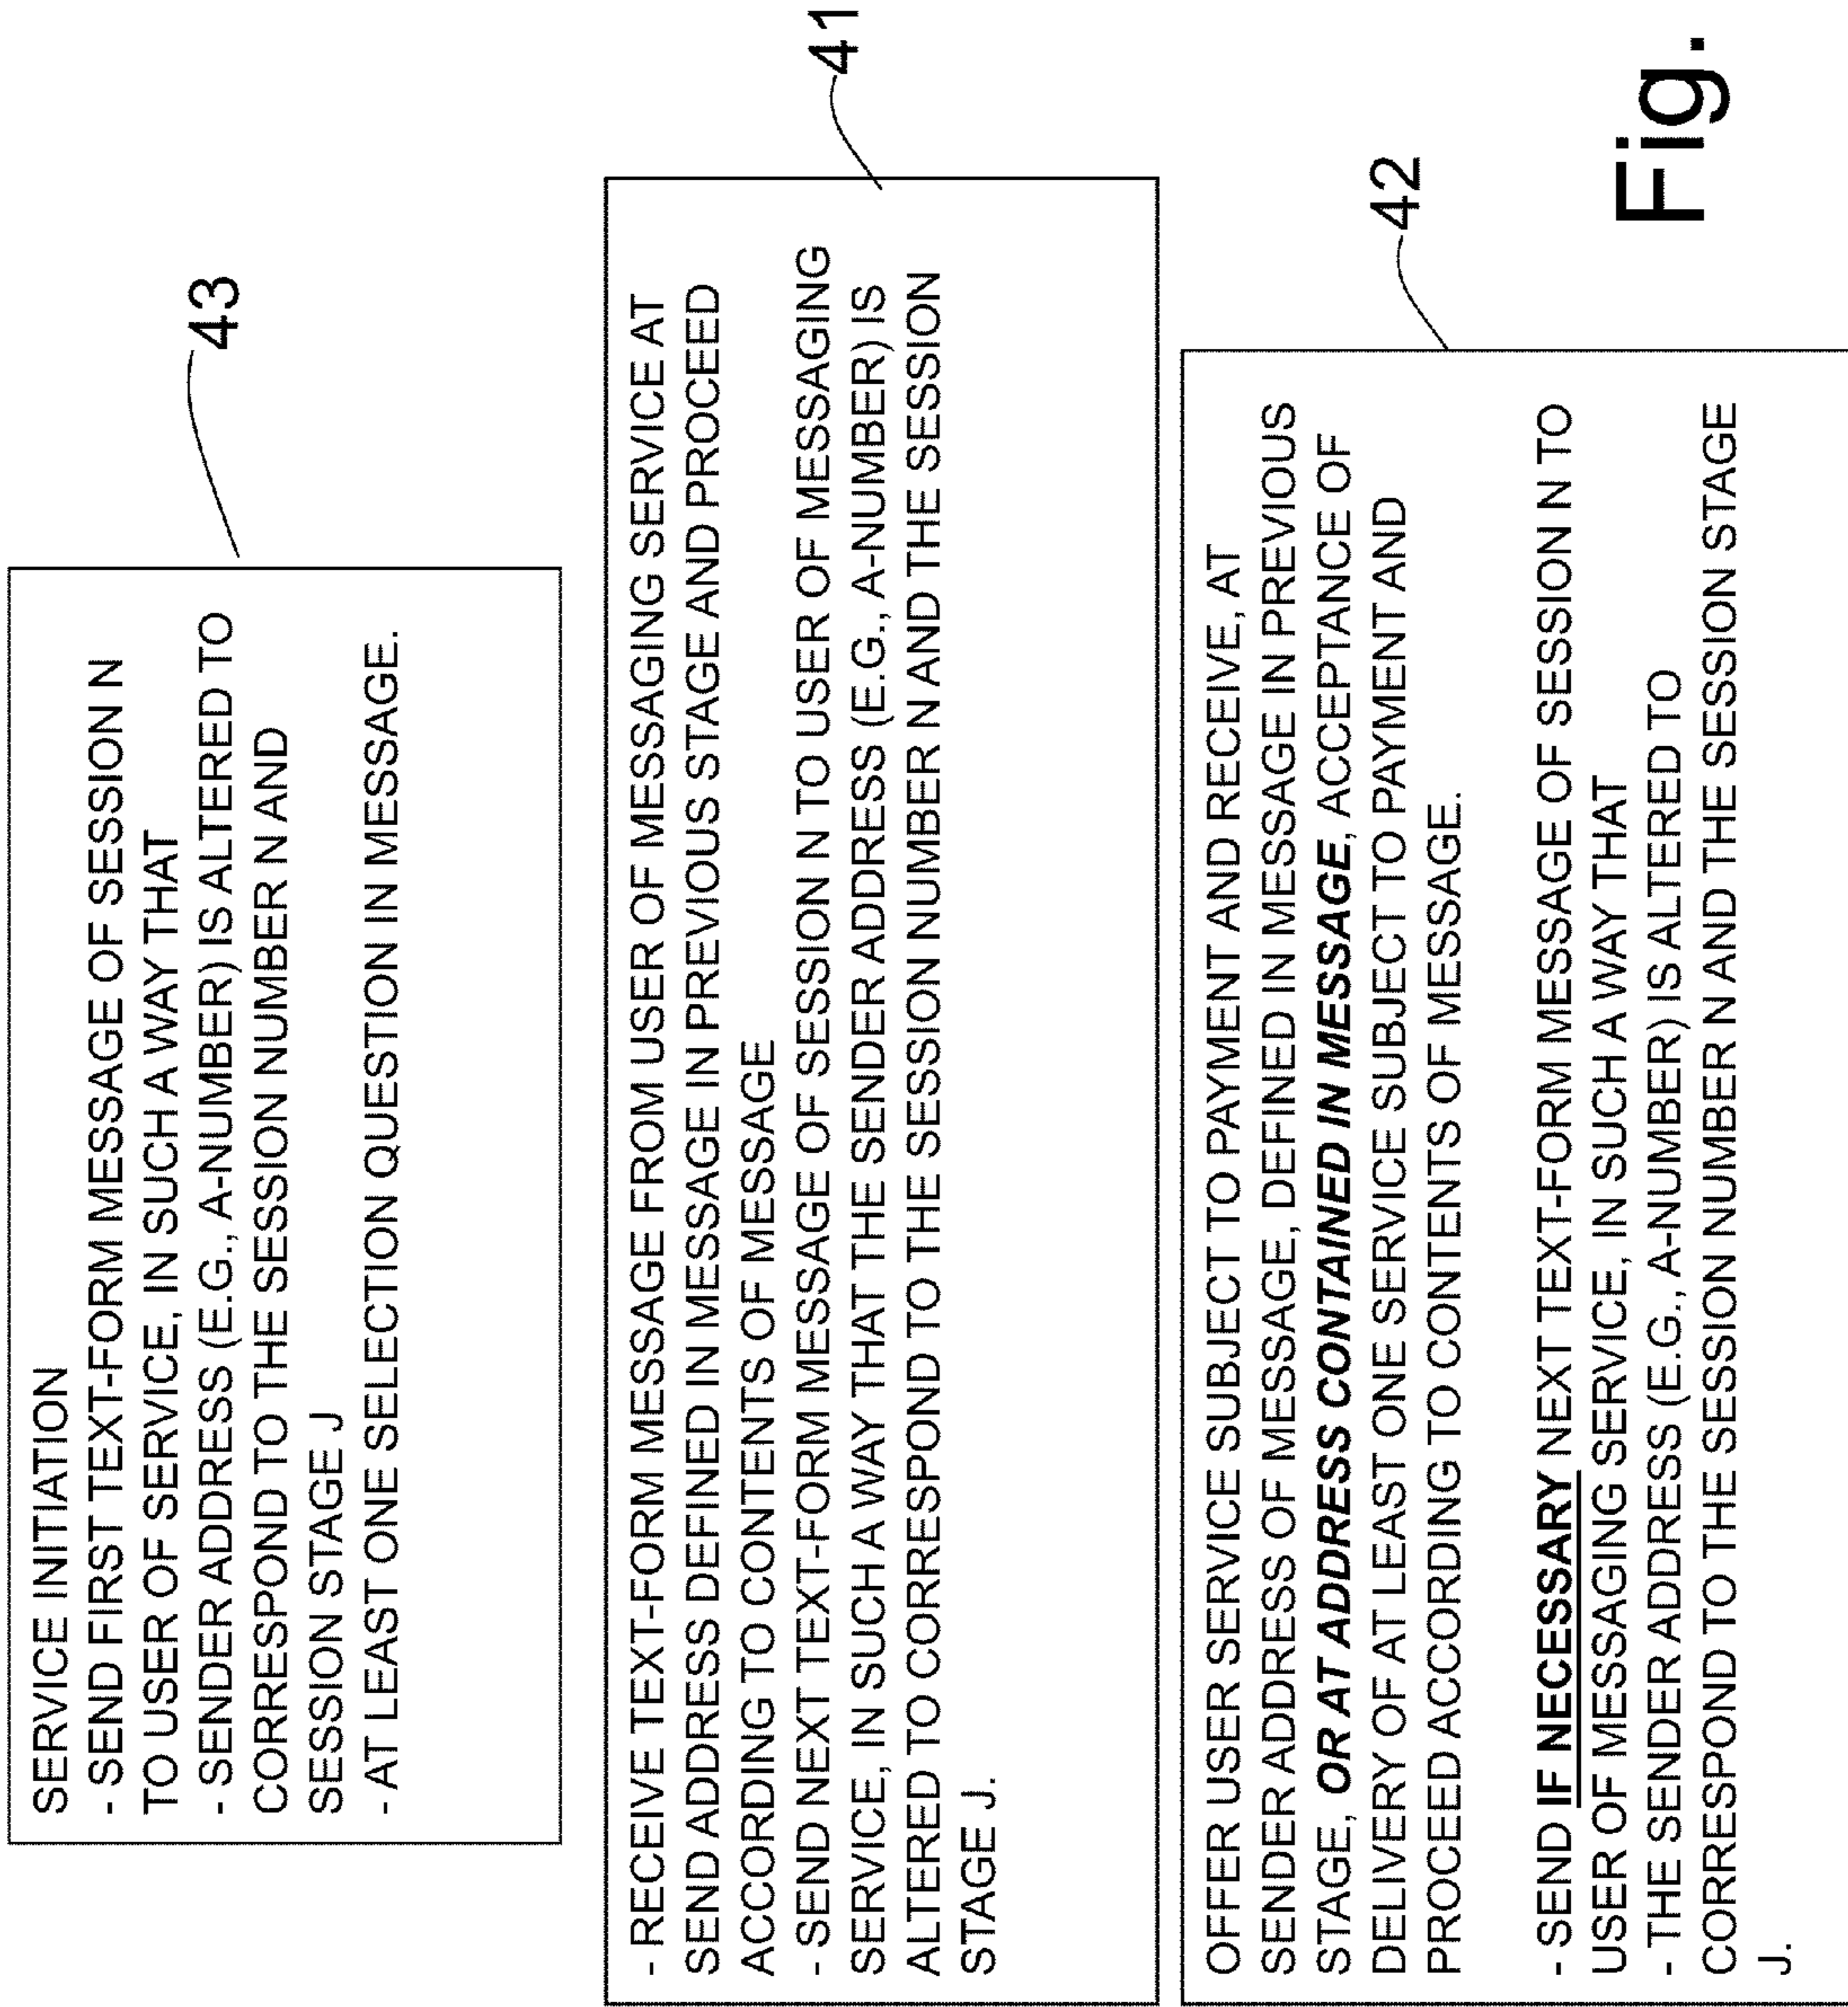 SERVICE INITIATION
- SEND FIRST TEXT-FORM MESSAGE OF SESSION N
TO USER OF SERVICE, IN SUCH A WAY THAT
- SENDER ADDRESS (E.G., A-NUMBER) IS ALTERED TO
CORRESPOND TO THE SESSION NUMBER N AND
SESSION STAGE J
- AT LEAST ONE SELECTION QUESTION IN MESSAGE.
43
- RECEIVE TEXT-FORM MESSAGE FROM USER OF MESSAGING SERVICE AT
SEND ADDRESS DEFINED IN MESSAGE IN PREVIOUS STAGE AND PROCEED
ACCORDING TO CONTENTS OF MESSAGE
- SEND NEXT TEXT-FORM MESSAGE OF SESSION N TO USER OF MESSAGING
SERVICE, IN SUCH A WAY THAT THE SENDER ADDRESS (E.G., A-NUMBER) IS
ALTERED TO CORRESPOND TO THE SESSION NUMBER N AND THE SESSION
STAGE J.
41
OFFER USER SERVICE SUBJECT TO PAYMENT AND RECEIVE, AT
SENDER ADDRESS OF MESSAGE, DEFINED IN MESSAGE IN PREVIOUS
STAGE, OR AT ADDRESS CONTAINED IN MESSAGE, ACCEPTANCE OF
DELIVERY OF AT LEAST ONE SERVICE SUBJECT TO PAYMENT AND
PROCEED ACCORDING TO CONTENTS OF MESSAGE.
- SEND IF NECESSARY NEXT TEXT-FORM MESSAGE OF SESSION N TO
USER OF MESSAGING SERVICE, IN SUCH A WAY THAT
- THE SENDER ADDRESS (E.G., A-NUMBER) IS ALTERED TO
CORRESPOND TO THE SESSION NUMBER N AND THE SESSION STAGE
J.
42
Fig.